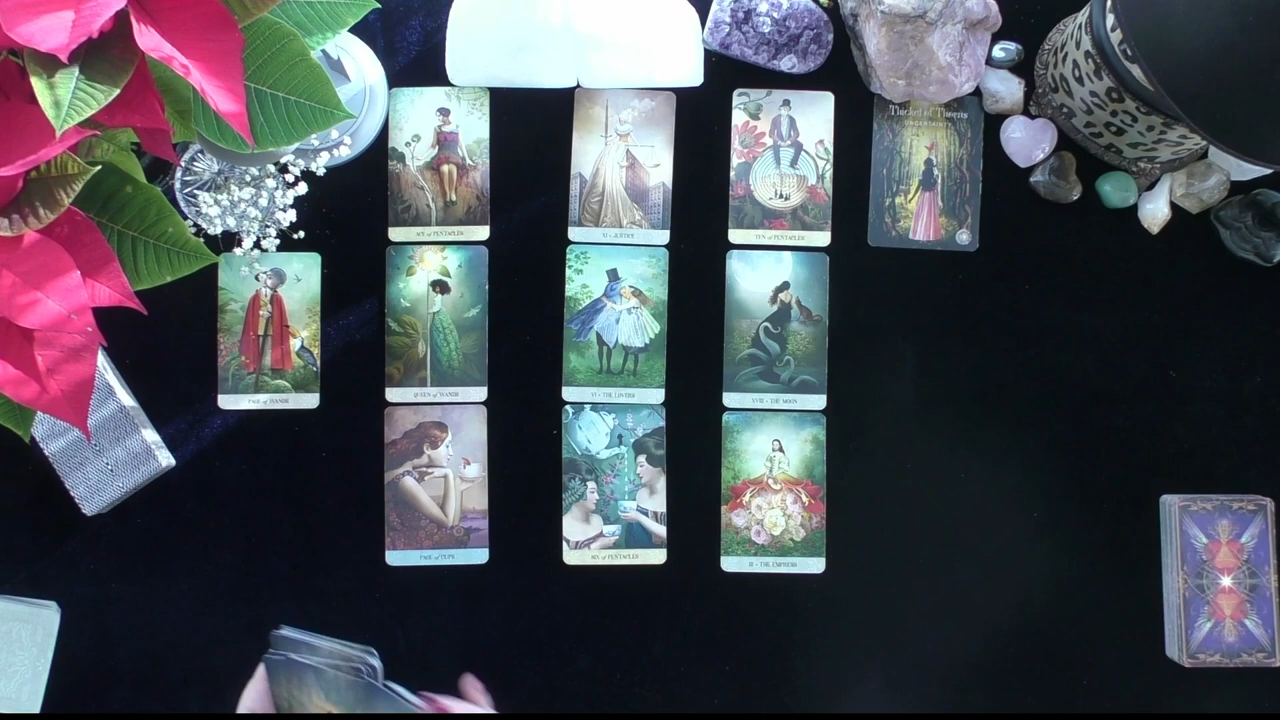 ACE of PENTACLES
XI • JUSTICE
TEN of PENTACLES
Thicket of Thorns
UNCERTAINTY
PAGE of WANDS
QUEEN of WANDS
VI • THE LOVERS
XVIII • THE MOON
PAGE of CUPS
SIX of PENTACLES
III • THE EMPRESS